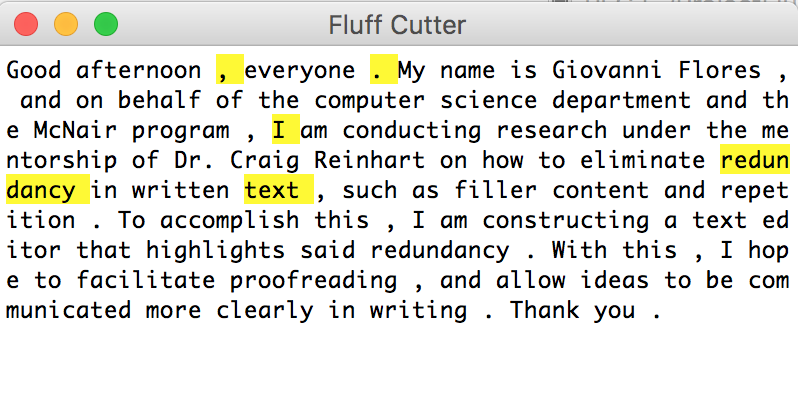 Fluff Cutter
Good afternoon , everyone . My name is Giovanni Flores ,
 and on behalf of the computer science department and th
e McNair program , I am conducting research under the me
ntorship of Dr. Craig Reinhart on how to eliminate redun
dancy in written text , such as filler content and repet
ition . To accomplish this , I am constructing a text ed
itor that highlights said redundancy . With this , I hop
e to facilitate proofreading , and allow ideas to be com
municated more clearly in writing . Thank you .